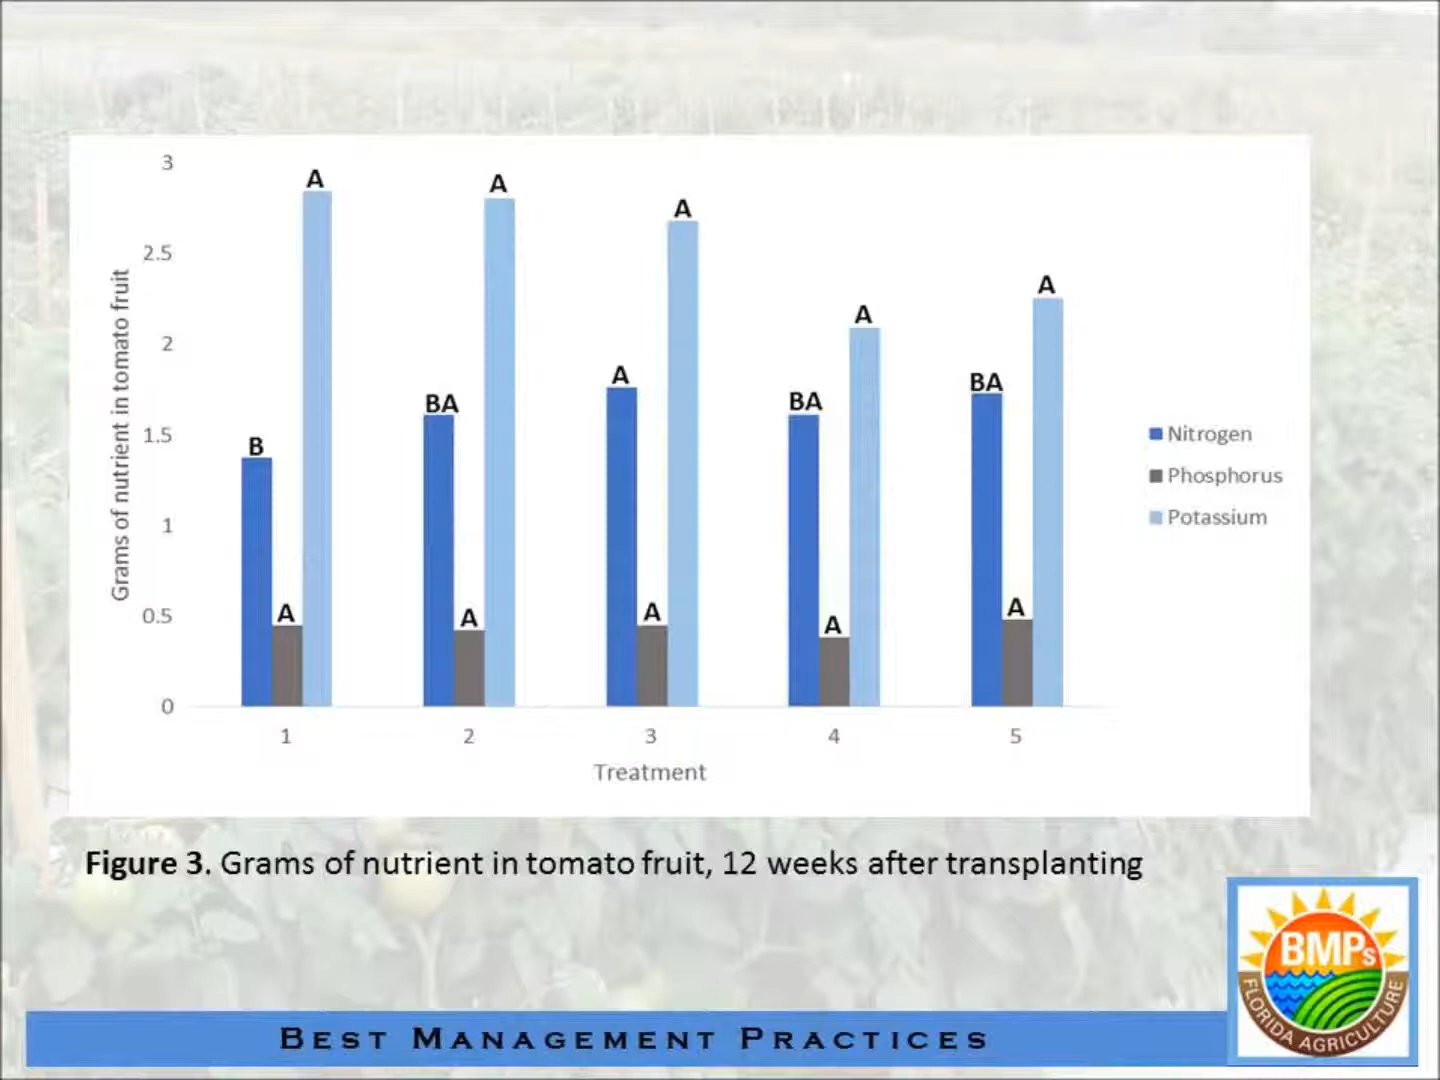 3
2.5
2
1.5
1
0.5
0
Grams of nutrient in tomato fruit
A
A
A
A
A
B
BA
A
BA
BA
A
A
A
A
A
Nitrogen
Phosphorus
Potassium
1 2 3 4 5
Treatment
Figure 3. Grams of nutrient in tomato fruit, 12 weeks after transplanting
BMPs
FLORIDA AGRICULTURE
BEST MANAGEMENT PRACTICES